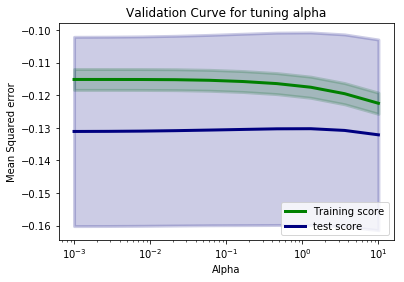 Validation Curve for tuning alpha
Mean Squared error
−0.10
−0.11
−0.12
−0.13
−0.14
−0.15
−0.16
10⁻³
10⁻²
10⁻¹
10⁰
10¹
Alpha
Training score
test score